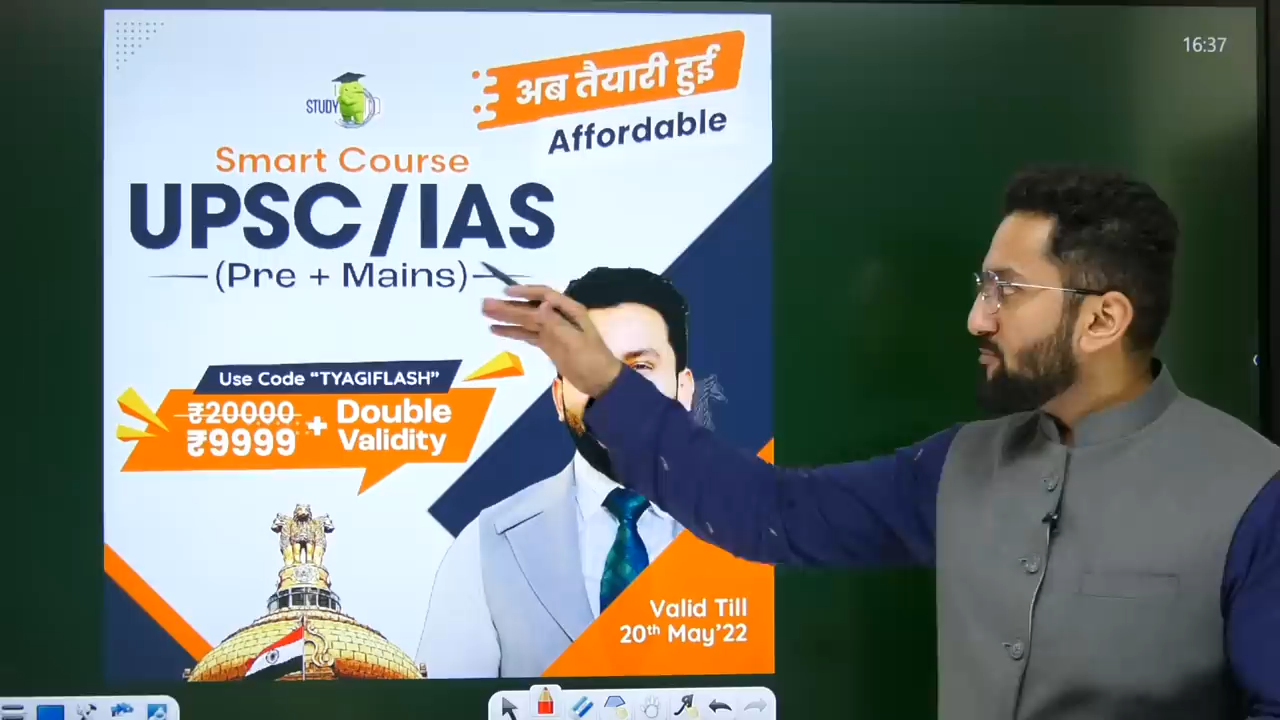 16:37
अब तैयारी हुई
Affordable
STUDY
Smart Course
UPSC/IAS
(Pre + Mains)
Use Code “TYAGIFLASH”
₹20000
₹9999
+
Double
Validity
Valid Till
20th May'22